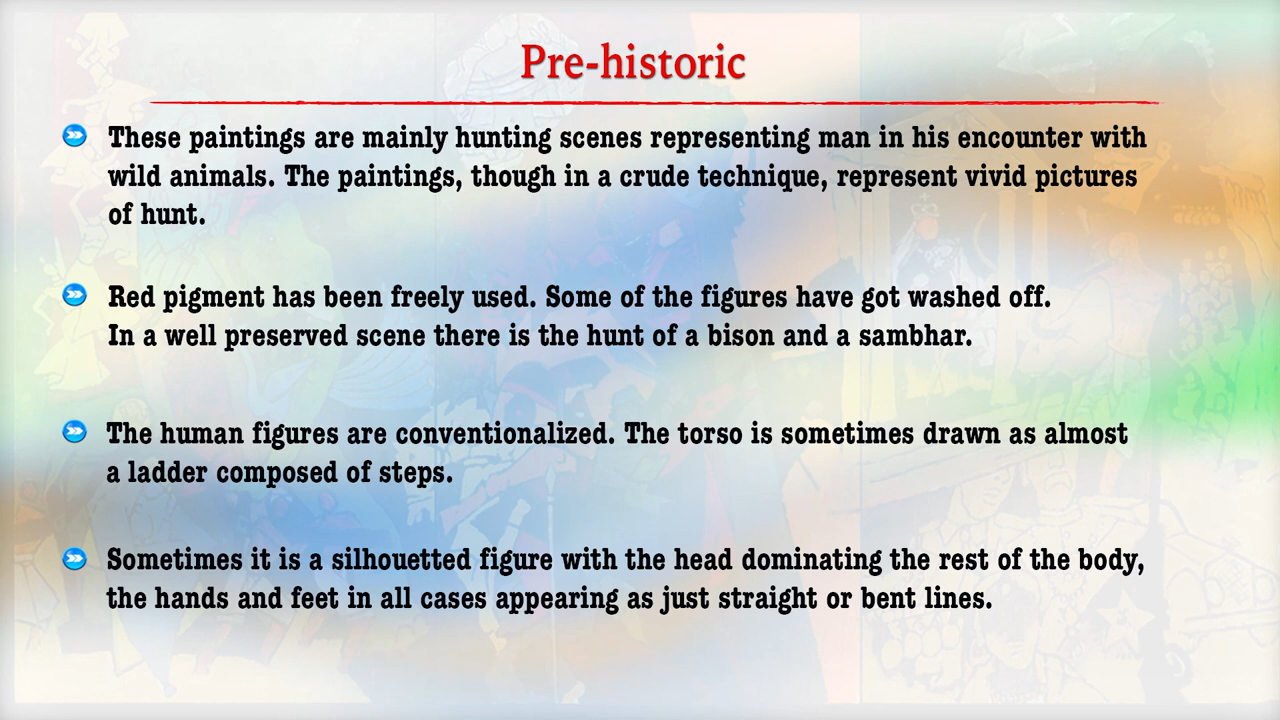 Pre-historic
These paintings are mainly hunting scenes representing man in his encounter with
wild animals. The paintings, though in a crude technique, represent vivid pictures
of hunt.
Red pigment has been freely used. Some of the figures have got washed off.
In a well preserved scene there is the hunt of a bison and a sambhar.
The human figures are conventionalized. The torso is sometimes drawn as almost
a ladder composed of steps.
Sometimes it is a silhouetted figure with the head dominating the rest of the body,
the hands and feet in all cases appearing as just straight or bent lines.